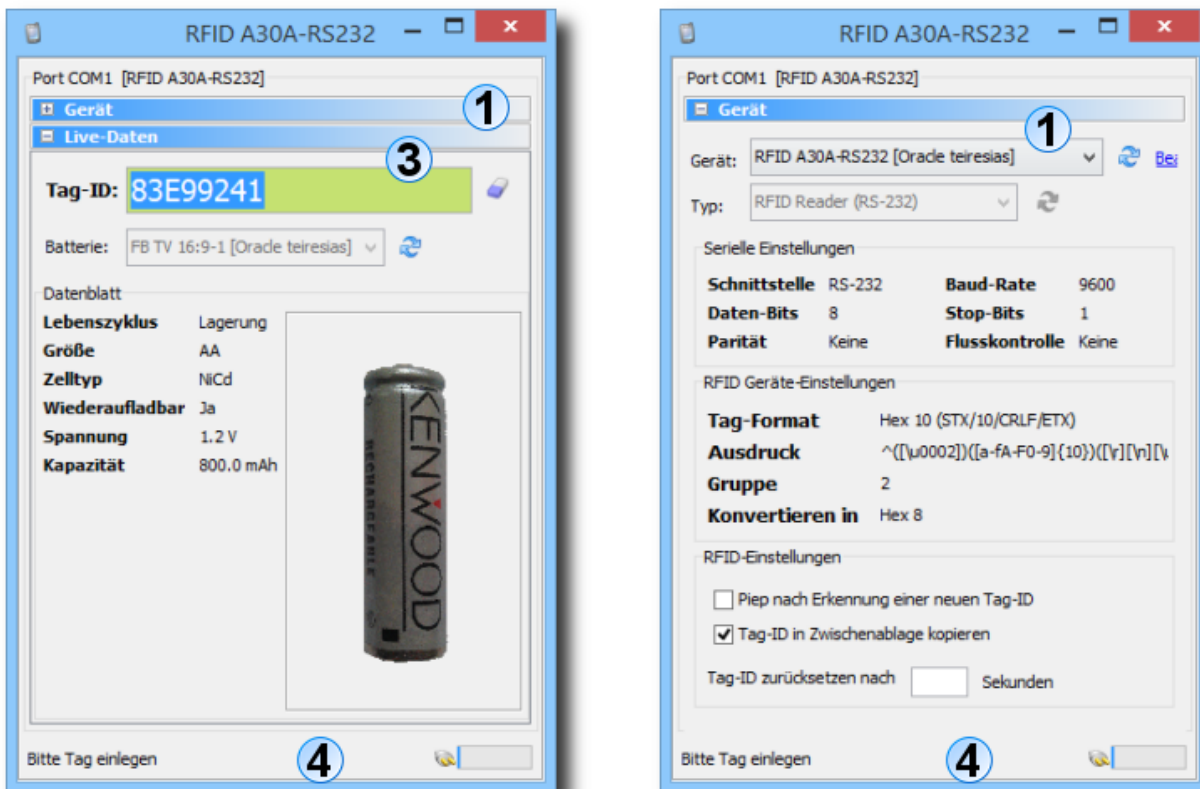 RFID A30A-RS232
Port COM1 [RFID A30A-RS232]
Gerät
1
Live-Daten
3
Tag-ID: 83E99241
Batterie: FB TV 16:9-1 [Oracle teiresias]
Datenblatt
Lebenszyklus Lagerung
Größe AA
Zelltyp NiCd
Wiederaufladbar Ja
Spannung 1.2 V
Kapazität 800.0 mAh
KENWOOD
RECHARGEABLE
Bitte Tag einlegen
4
RFID A30A-RS232
Port COM1 [RFID A30A-RS232]
Gerät
1
Gerät: RFID A30A-RS232 [Oracle teiresias] Bea
Typ: RFID Reader (RS-232)
Serielle Einstellungen
Schnittstelle RS-232 Baud-Rate 9600
Daten-Bits 8 Stop-Bits 1
Parität Keine Flusskontrolle Keine
RFID Geräte-Einstellungen
Tag-Format Hex 10 (STX/10/CRLF/ETX)
Ausdruck ^([\u0002])([a-fA-F0-9]{10})([\r][\n][\
Gruppe 2
Konvertieren in Hex 8
RFID-Einstellungen
Piep nach Erkennung einer neuen Tag-ID
Tag-ID in Zwischenablage kopieren
Tag-ID zurücksetzen nach Sekunden
Bitte Tag einlegen
4